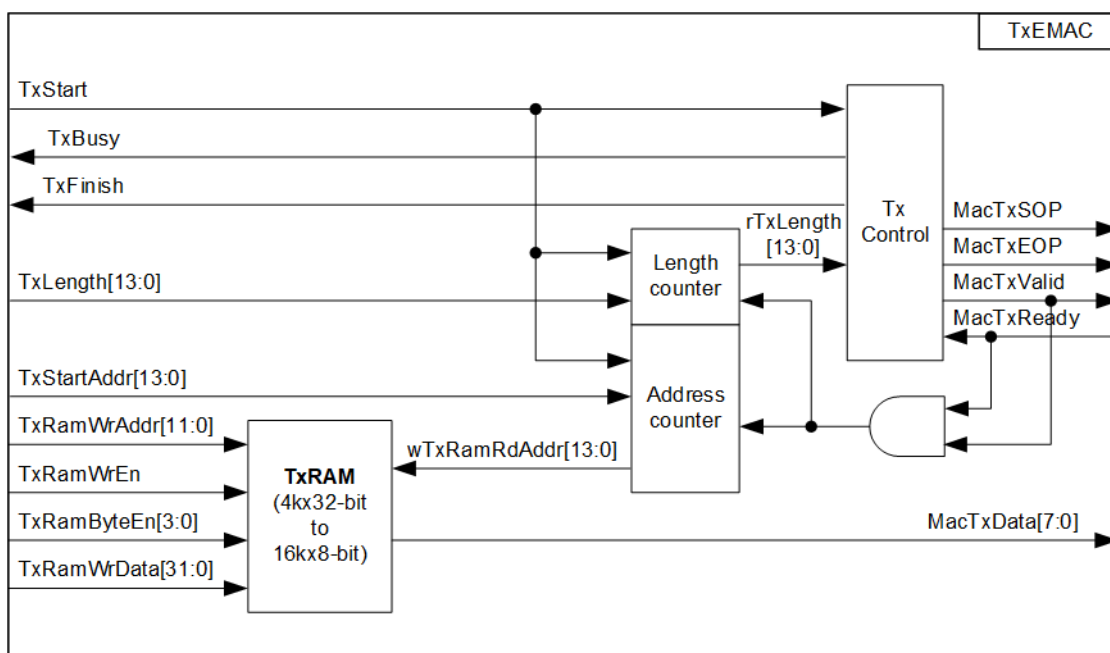 TxEMAC
TxStart
TxBusy
TxFinish
Tx
Control
rTxLength
[13:0]
MacTxSOP
MacTxEOP
MacTxValid
MacTxReady
Length
counter
TxLength[13:0]
TxStartAddr[13:0]
Address
counter
TxRamWrAddr[11:0]
TxRamWrEn
TxRamByteEn[3:0]
TxRamWrData[31:0]
wTxRamRdAddr[13:0]
TxRAM
(4kx32-bit
to
16kx8-bit)
MacTxData[7:0]